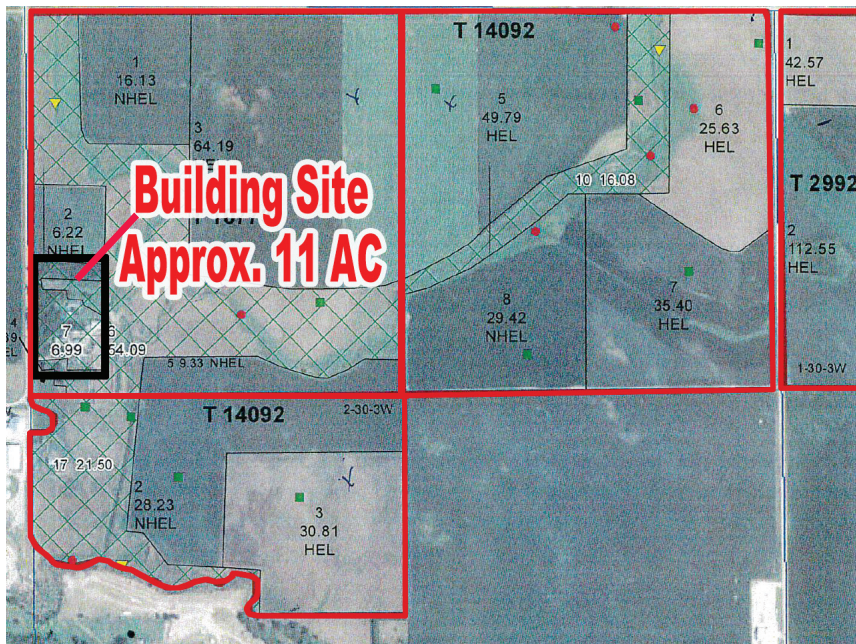 T 14092
1
16.13
NHEL
3
64.19
5
49.79
HEL
6
25.63
HEL
1
42.57
HEL
10 16.08
T 2992
2
112.55
HEL
2
6.22
NHEL
Building Site
Approx. 11 AC
7
6.99
54.09
5 9.33 NHEL
8
29.42
NHEL
7
35.40
HEL
1-30-3W
T 14092
2-30-3W
17 21.50
2
28.23
NHEL
3
30.81
HEL